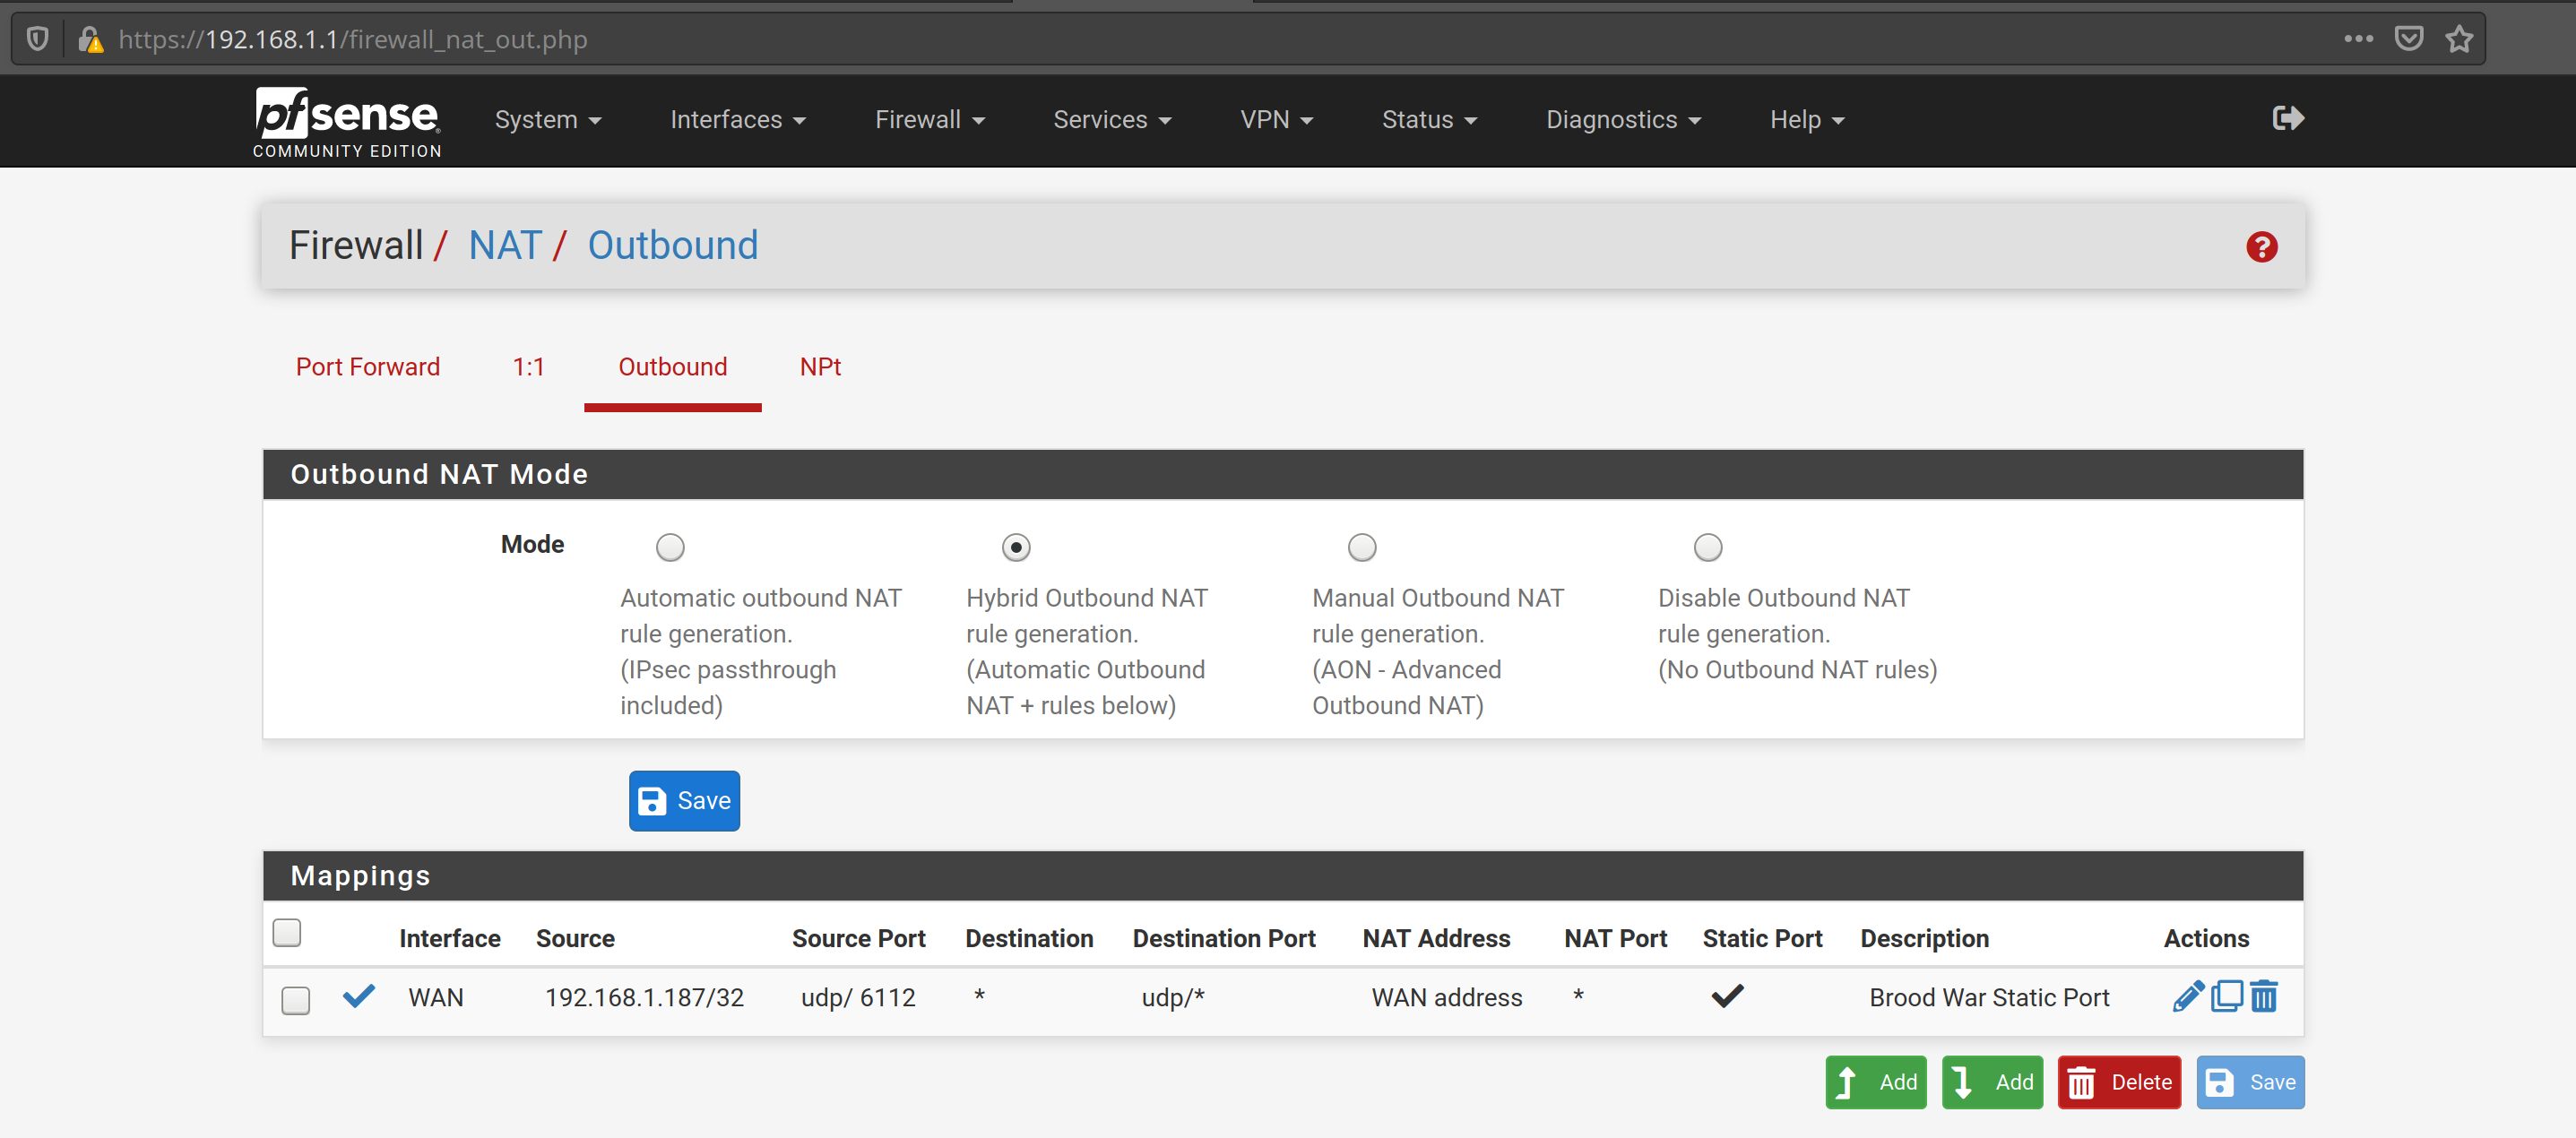 https://192.168.1.1/firewall_nat_out.php
pfsense
COMMUNITY EDITION
System Interfaces Firewall Services VPN Status Diagnostics Help
Firewall / NAT / Outbound
Port Forward 1:1 Outbound NPt
Outbound NAT Mode
Mode
Automatic outbound NAT
rule generation.
(IPsec passthrough
included)
Hybrid Outbound NAT
rule generation.
(Automatic Outbound
NAT + rules below)
Manual Outbound NAT
rule generation.
(AON - Advanced
Outbound NAT)
Disable Outbound NAT
rule generation.
(No Outbound NAT rules)
Save
Mappings
Interface Source Source Port Destination Destination Port NAT Address NAT Port Static Port Description Actions
WAN 192.168.1.187/32 udp/ 6112 * udp/* WAN address * Brood War Static Port
Add Add Delete Save